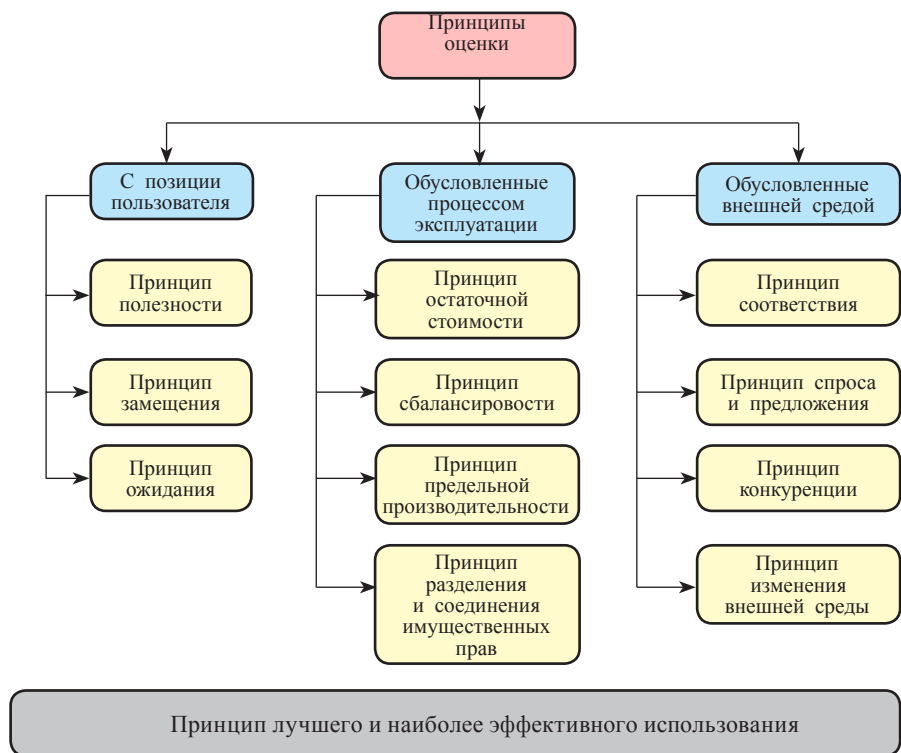 Принципы
оценки
С позиции
пользователя
Принцип
полезности
Принцип
замещения
Принцип
ожидания
Обусловленные
процессом
эксплуатации
Принцип
остаточной
стоимости
Принцип
сбалансировости
Принцип
предельной
производительности
Принцип
разделения
и соединения
имущественных
прав
Обусловленные
внешней средой
Принцип
соответствия
Принцип спроса
и предложения
Принцип
конкуренции
Принцип
изменения
внешней среды
Принцип лучшего и наиболее эффективного использования